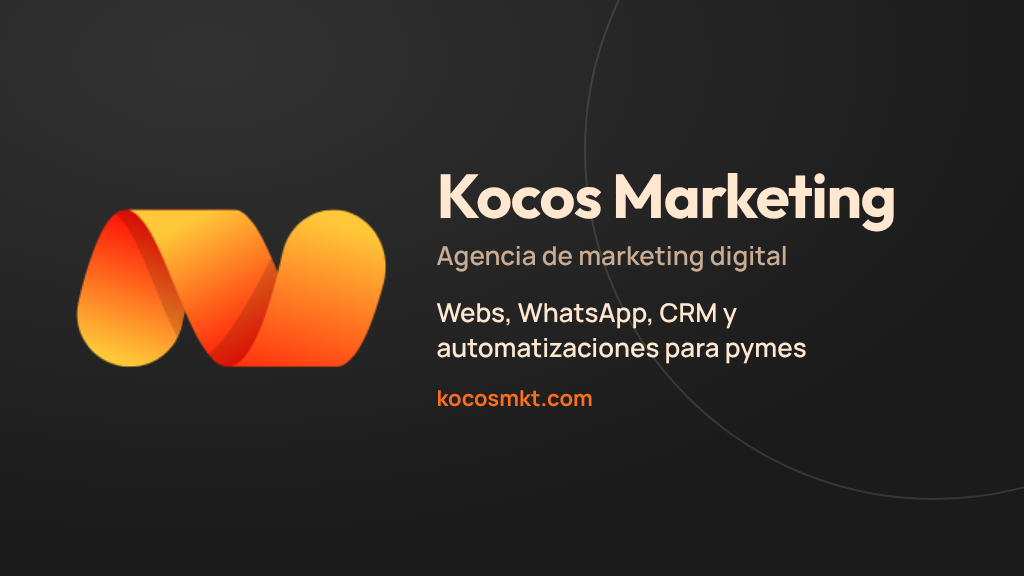 Kocos Marketing
Agencia de marketing digital
Webs, WhatsApp, CRM y
automatizaciones para pymes
kocosmkt.com